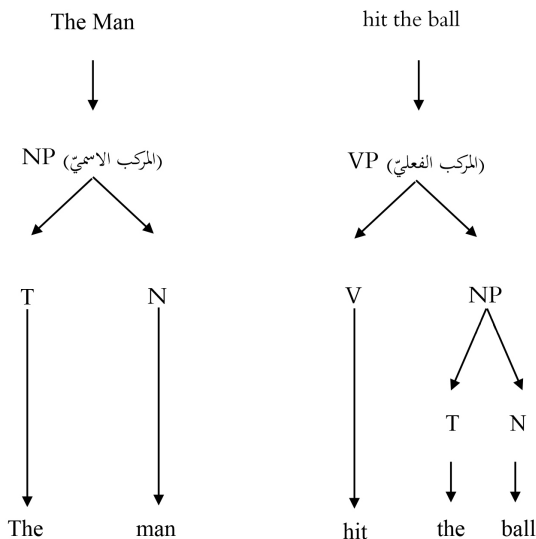 The Man
hit the ball
NP (المركب الاسميّ)
VP (المركب الفعليّ)
T
N
V
NP
T
N
The
man
hit
the
ball